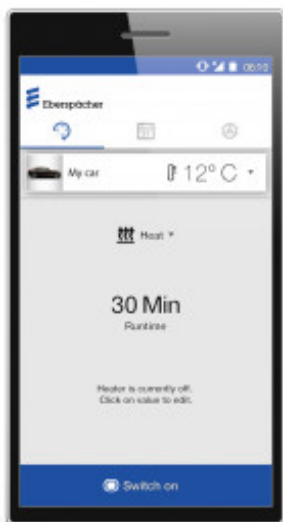 06:10
Eberspächer
My car 12° C
Heat
30 Min
Runtime
Heater is currently off.
Click on value to edit.
Switch on